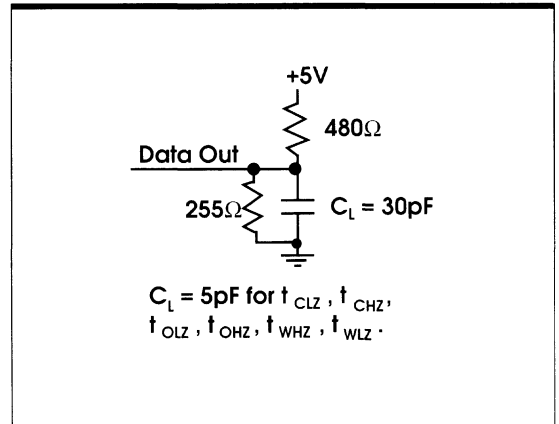 +5V
480Ω
Data Out
255Ω
C_L = 30pF
C_L = 5pF for t_CLZ , t_CHZ,
t_OLZ , t_OHZ, t_WHZ , t_WLZ .